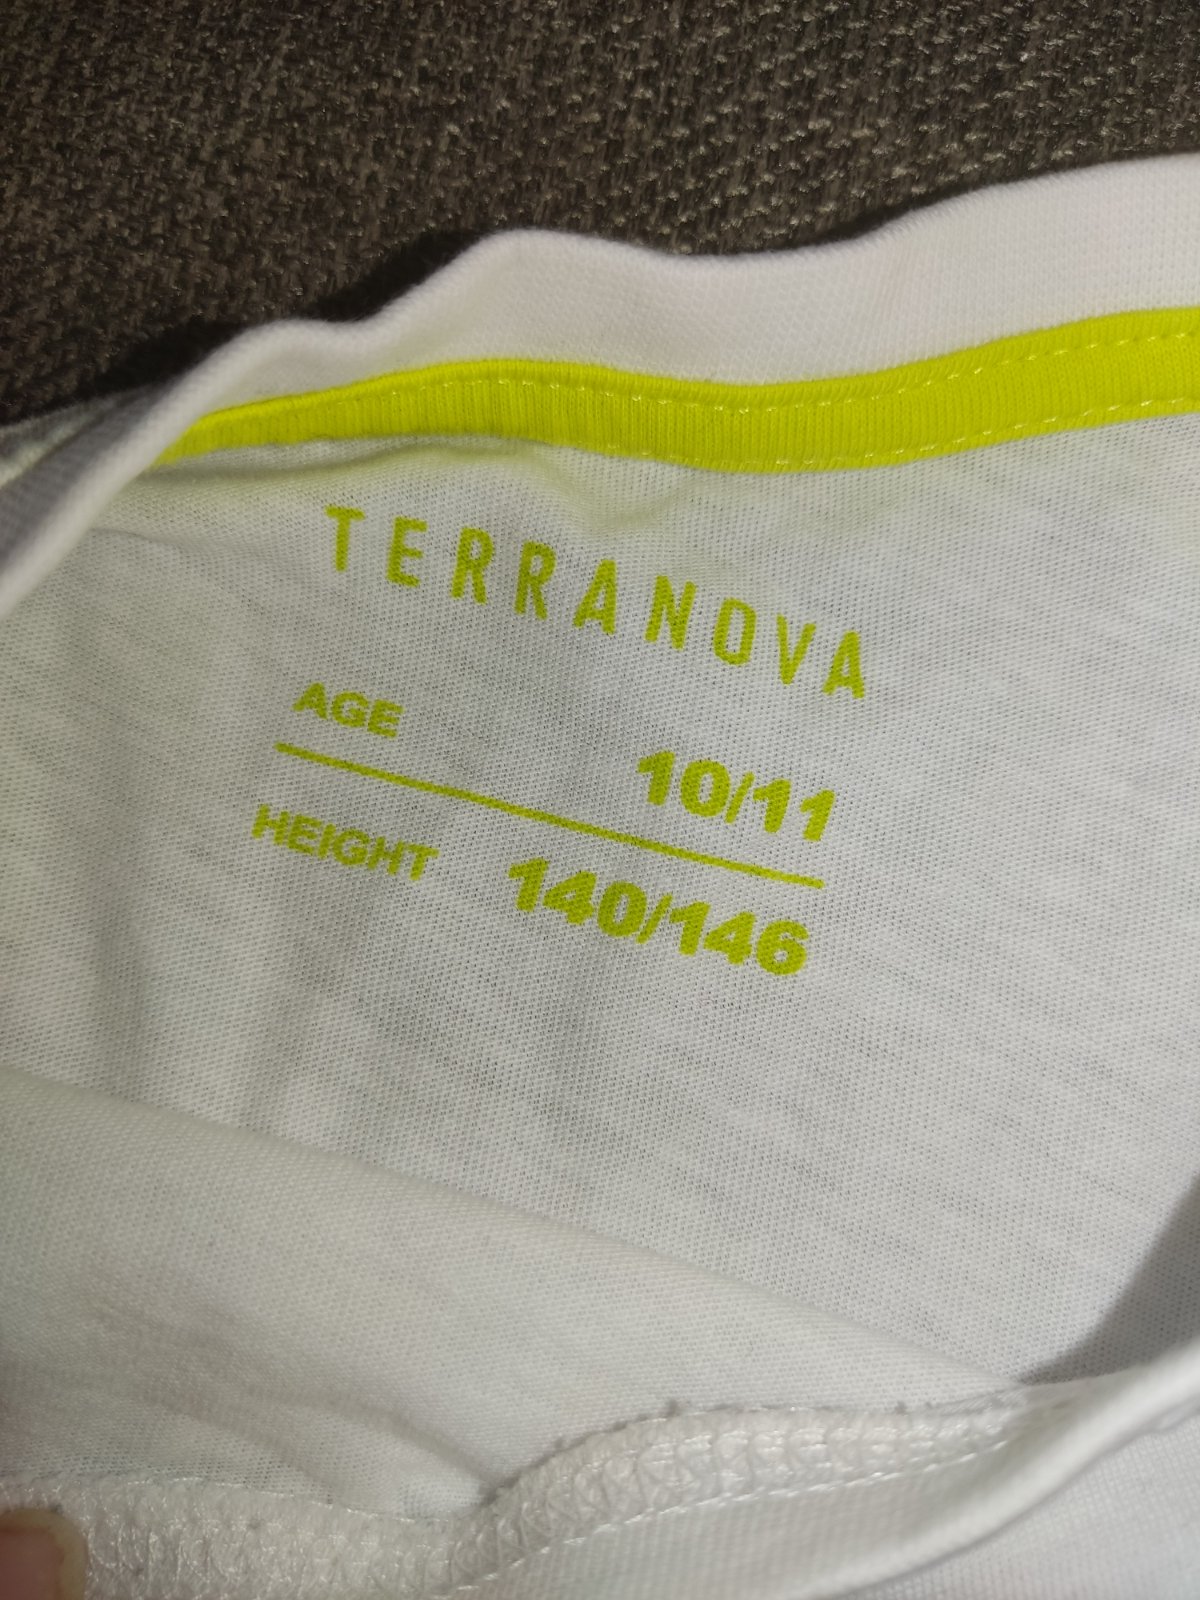 TERRANOVA
AGE 10/11
HEIGHT 140/146